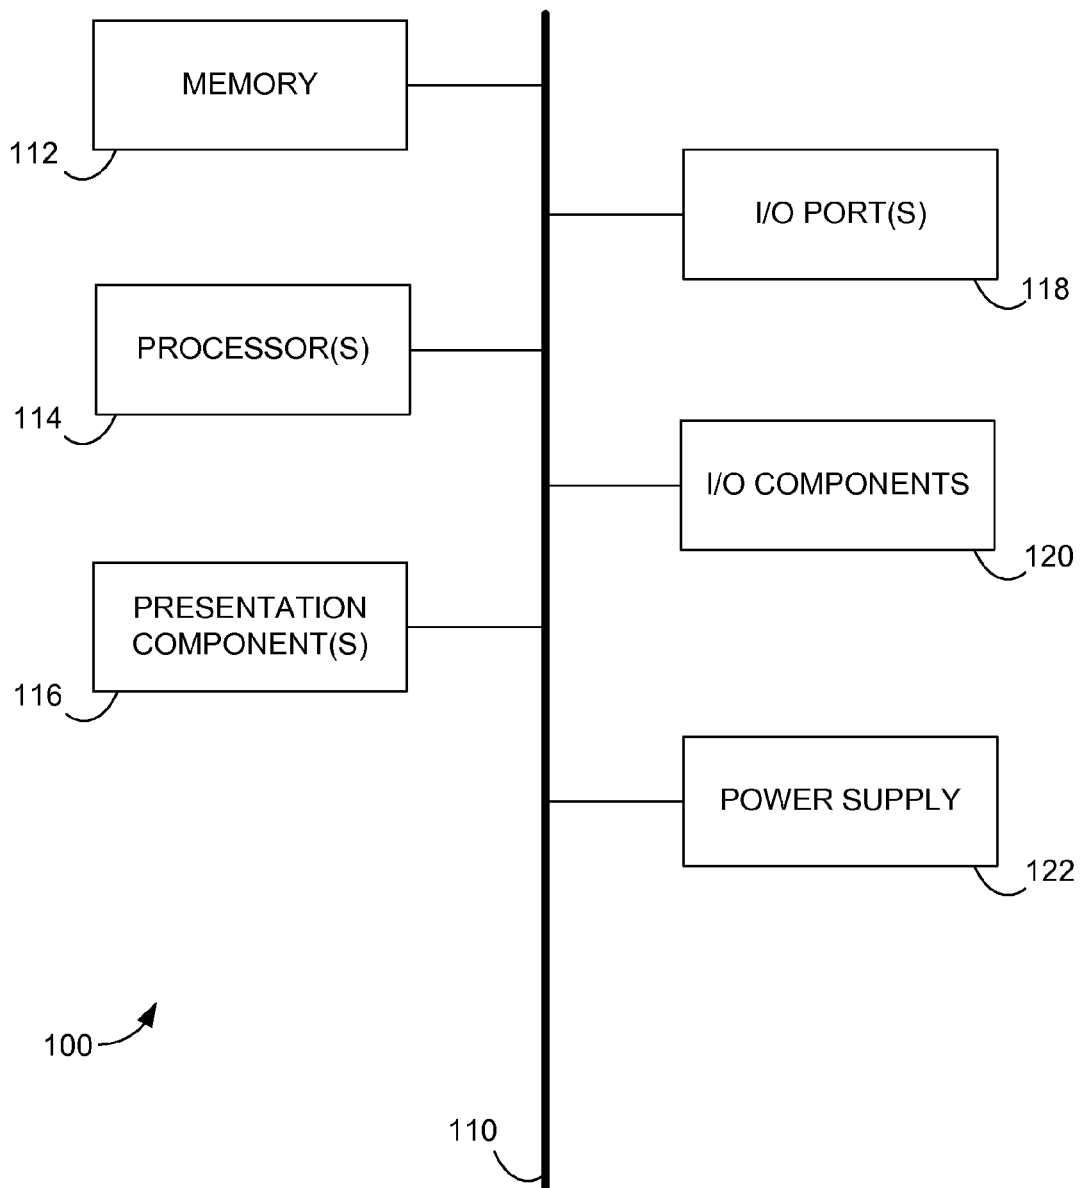 MEMORY
112
I/O PORT(S)
118
PROCESSOR(S)
114
I/O COMPONENTS
120
PRESENTATION
COMPONENT(S)
116
POWER SUPPLY
122
100
110